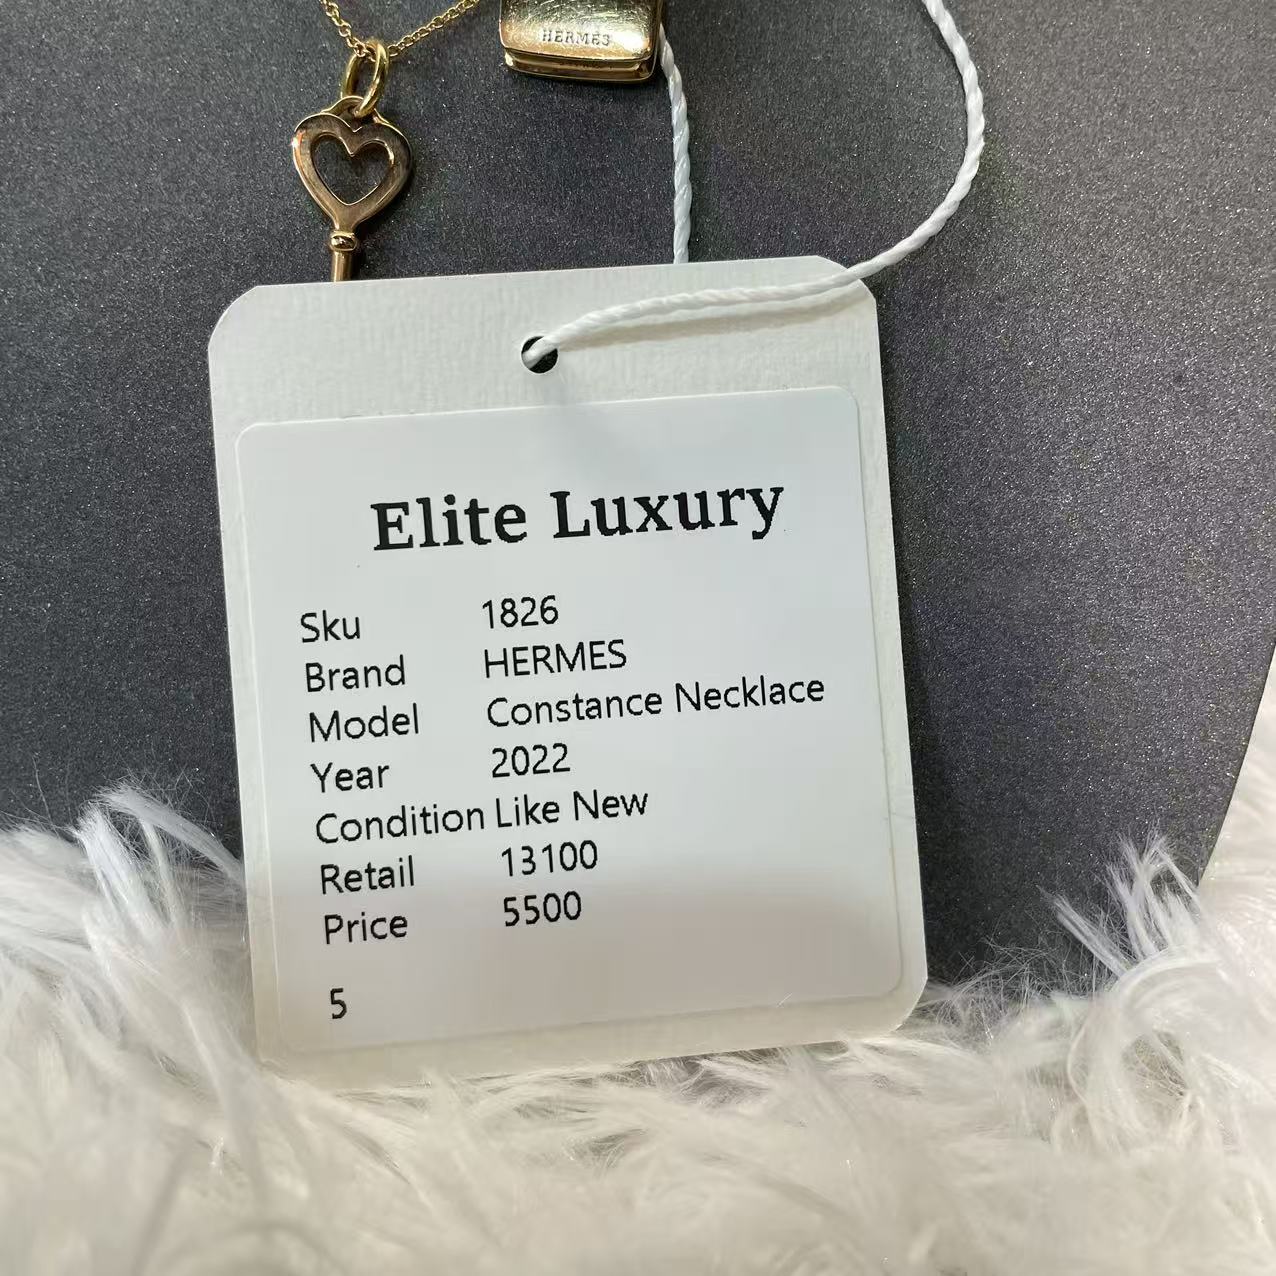 HERMES
Elite Luxury
Sku 1826
Brand HERMES
Model Constance Necklace
Year 2022
Condition Like New
Retail 13100
Price 5500
5